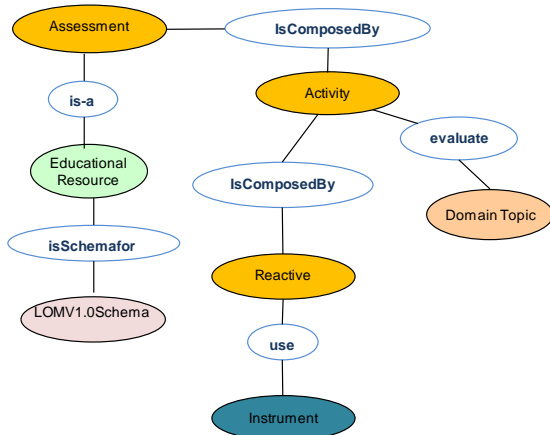 Assessment
IsComposedBy
is-a
Activity
evaluate
Educational
Resource
IsComposedBy
Domain Topic
isSchemafor
Reactive
LOMV1.0Schema
use
Instrument